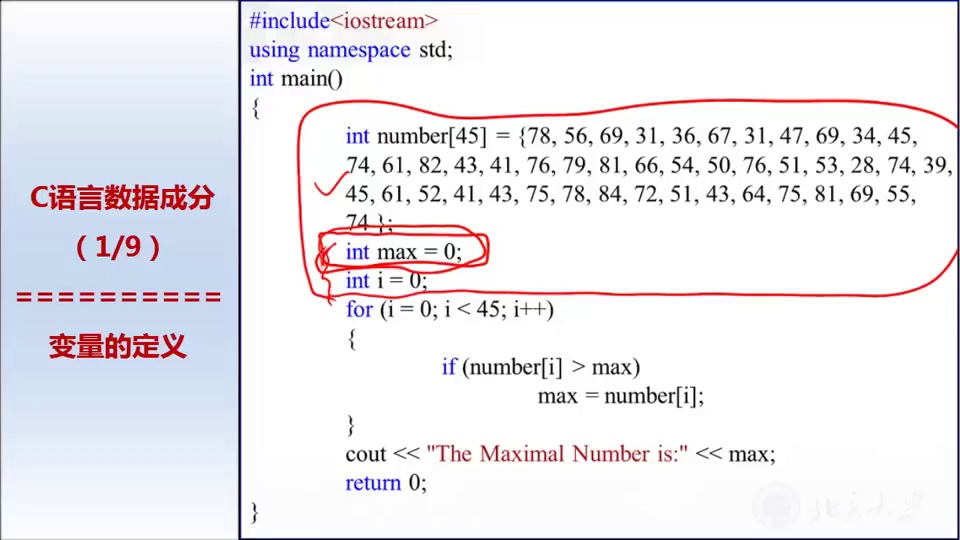 C语言数据成分
（1/9）
==========
变量的定义
#include<iostream>
using namespace std;
int main()
{
int number[45] = {78, 56, 69, 31, 36, 67, 31, 47, 69, 34, 45,
74, 61, 82, 43, 41, 76, 79, 81, 66, 54, 50, 76, 51, 53, 28, 74, 39,
45, 61, 52, 41, 43, 75, 78, 84, 72, 51, 43, 64, 75, 81, 69, 55,
74 };
int max = 0;
int i = 0;
for (i = 0; i < 45; i++)
{
if (number[i] > max)
max = number[i];
}
cout << "The Maximal Number is:" << max;
return 0;
}
北京大学